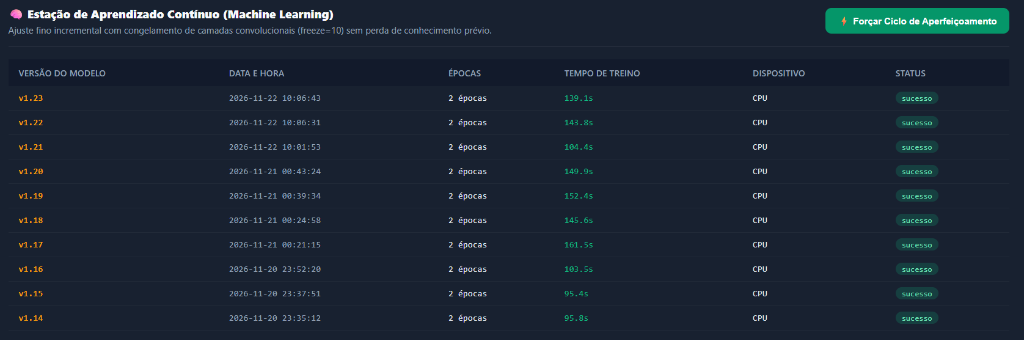 🧠 Estação de Aprendizado Contínuo (Machine Learning)
Ajuste fino incremental com congelamento de camadas convolucionais (freeze=10) sem perda de conhecimento prévio.
⚡ Forçar Ciclo de Aperfeiçoamento
VERSÃO DO MODELO DATA E HORA ÉPOCAS TEMPO DE TREINO DISPOSITIVO STATUS
v1.23 2026-11-22 10:06:43 2 épocas 139.1s CPU sucesso
v1.22 2026-11-22 10:06:31 2 épocas 143.8s CPU sucesso
v1.21 2026-11-22 10:01:53 2 épocas 104.4s CPU sucesso
v1.20 2026-11-21 00:43:24 2 épocas 149.9s CPU sucesso
v1.19 2026-11-21 00:39:34 2 épocas 152.4s CPU sucesso
v1.18 2026-11-21 00:24:58 2 épocas 145.6s CPU sucesso
v1.17 2026-11-21 00:21:15 2 épocas 161.3s CPU sucesso
v1.16 2026-11-20 23:52:20 2 épocas 103.5s CPU sucesso
v1.15 2026-11-20 23:37:51 2 épocas 95.4s CPU sucesso
v1.14 2026-11-20 23:35:12 2 épocas 95.8s CPU sucesso